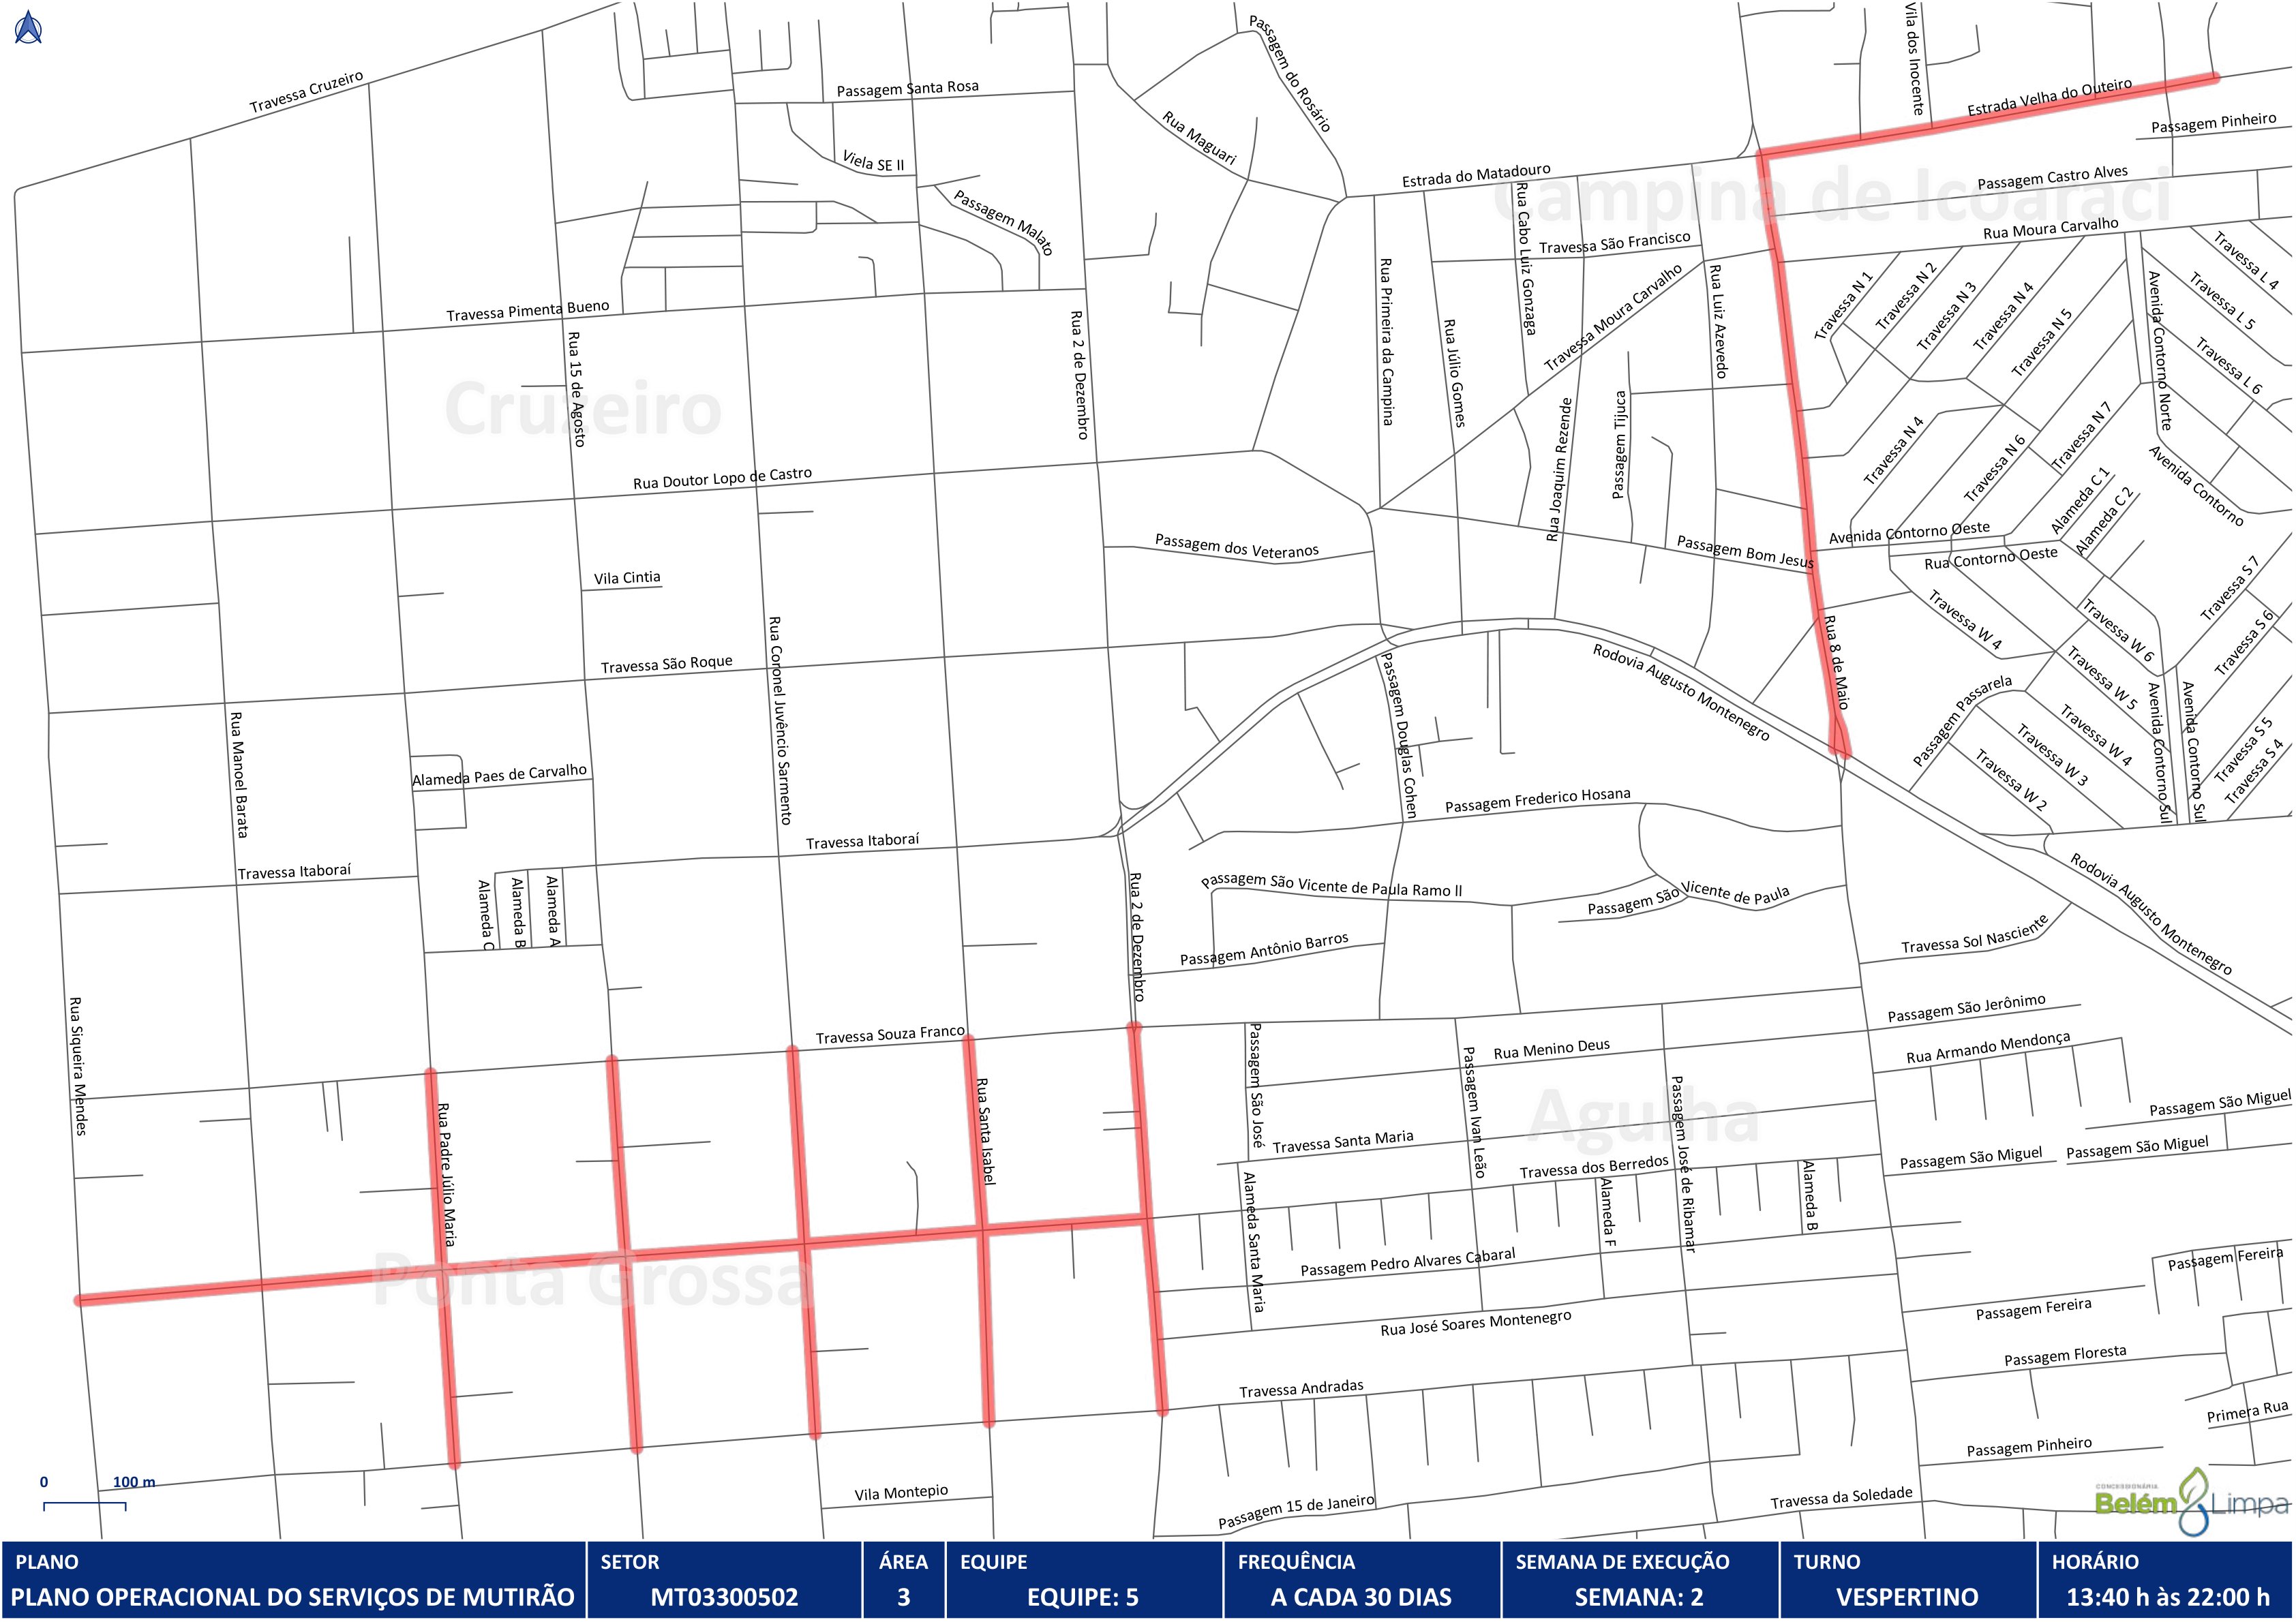 Travessa Cruzeiro
Passagem Santa Rosa
Viela SE II
Passagem Malato
Passagem do Rosário
Rua Maguari
Estrada do Matadouro
Vila dos Inocente
Estrada Velha do Outeiro
Passagem Pinheiro
Campina de Icoaraci
Passagem Castro Alves
Rua Moura Carvalho
Rua Cabo Luiz Gonzaga
Travessa São Francisco
Travessa Moura Carvalho
Rua Primeira da Campina
Rua Júlio Gomes
Rua Luiz Azevedo
Rua Joaquim Rezende
Passagem Tijuca
Travessa N 1
Travessa N 2
Travessa N 3
Travessa N 4
Travessa N 5
Avenida Contorno Norte
Travessa L 4
Travessa L 5
Travessa L 6
Travessa N 4
Travessa N 6
Travessa N 7
Alameda C 1
Alameda C 2
Avenida Contorno
Travessa Pimenta Bueno
Rua 15 de Agosto
Rua 2 de Dezembro
Cruzeiro
Rua Doutor Lopo de Castro
Passagem dos Veteranos
Passagem Bom Jesus
Avenida Contorno Oeste
Rua Contorno Oeste
Vila Cintia
Travessa São Roque
Rua Coronel Juvêncio Sarmento
Rua Manoel Barata
Alameda Paes de Carvalho
Passagem Douglas Cohen
Rodovia Augusto Montenegro
Rua 8 de Maio
Travessa W 4
Travessa W 6
Travessa W 5
Travessa S 7
Travessa S 6
Passagem Passarela
Travessa W 4
Travessa W 3
Travessa W 2
Avenida Contorno Sul
Avenida Contorno Sul
Travessa S 5
Travessa S 4
Passagem Frederico Hosana
Travessa Itaboraí
Travessa Itaboraí
Alameda C
Alameda B
Alameda A
Rua 2 de Dezembro
Passagem São Vicente de Paula Ramo II
Passagem São Vicente de Paula
Passagem Antônio Barros
Rodovia Augusto Montenegro
Travessa Sol Nasciente
Rua Siqueira Mendes
Travessa Souza Franco
Passagem São José
Rua Menino Deus
Passagem São Jerônimo
Rua Armando Mendonça
Rua Padre Júlio Maria
Rua Santa Isabel
Passagem Ivan Leão
Agulha
Passagem José de Ribamar
Travessa Santa Maria
Travessa dos Berredos
Passagem São Miguel
Passagem São Miguel
Passagem São Miguel
Alameda Santa Maria
Alameda F
Alameda B
Ponta Grossa
Passagem Pedro Alvares Cabaral
Passagem Fereira
Passagem Fereira
Rua José Soares Montenegro
Passagem Floresta
Travessa Andradas
Primera Rua
Passagem Pinheiro
Vila Montepio
Passagem 15 de Janeiro
Travessa da Soledade
0 100 m
CONCESSIONÁRIA
Belém Limpa
PLANO
PLANO OPERACIONAL DO SERVIÇOS DE MUTIRÃO
SETOR
MT03300502
ÁREA
3
EQUIPE
EQUIPE: 5
FREQUÊNCIA
A CADA 30 DIAS
SEMANA DE EXECUÇÃO
SEMANA: 2
TURNO
VESPERTINO
HORÁRIO
13:40 h às 22:00 h